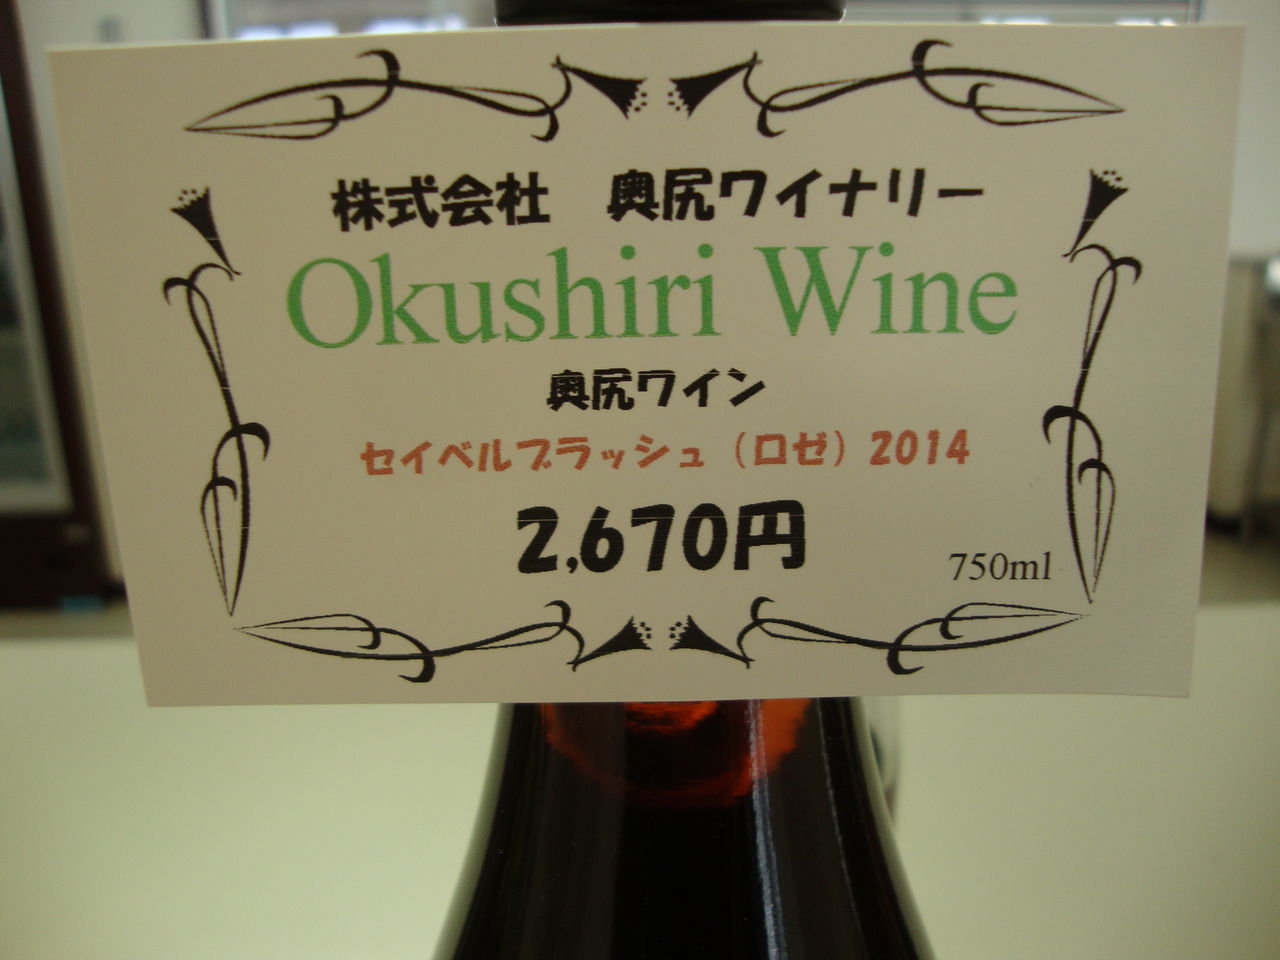 株式会社　奥尻ワイナリー
Okushiri Wine
奥尻ワイン
セイベルブラッシュ（ロゼ）2014
2,670円
750ml